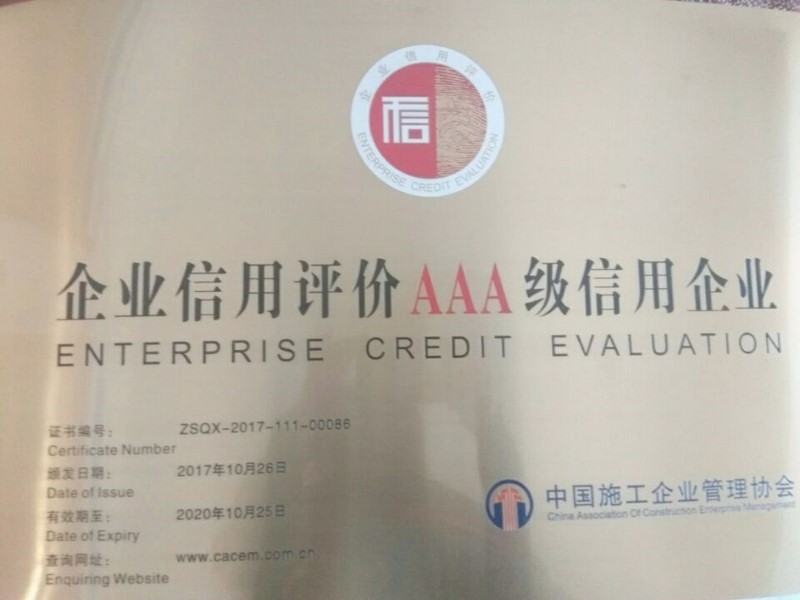 企业信用评价
信
ENTERPRISE CREDIT EVALUATION
企业信用评价AAA级信用企业
ENTERPRISE CREDIT EVALUATION
证书编号: ZSQX-2017-111-00086
Certificate Number
颁发日期: 2017年10月26日
Date of Issue
有效期至: 2020年10月25日
Date of Expiry
查询网址: www.cacem.com.cn
Enquiring Website
中国施工企业管理协会
China Association Of Construction Enterprise Management